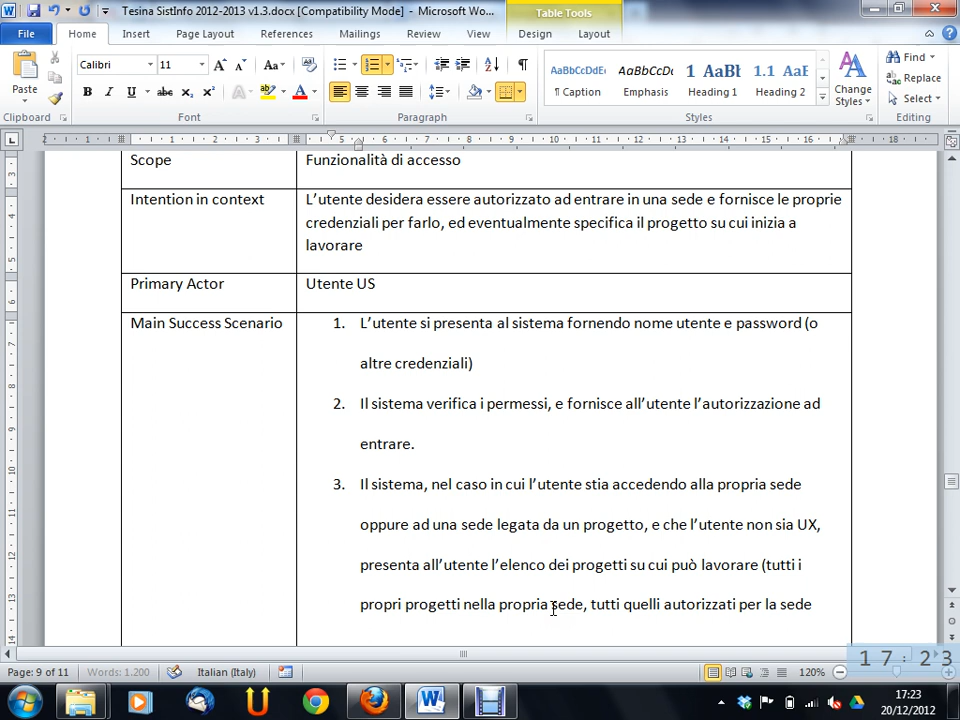 Tesina SistInfo 2012-2013 v1.3.docx [Compatibility Mode] - Microsoft Wo...
Table Tools
File Home Insert Page Layout References Mailings Review View Design Layout
Calibri 11
Paste
Change Styles
Find
Replace
Select
AaBbCcDdEe AaBbCcDc 1 AaBb 1.1 AaE
¶ Caption Emphasis Heading 1 Heading 2
Clipboard Font Paragraph Styles Editing
Scope Funzionalità di accesso
Intention in context L’utente desidera essere autorizzato ad entrare in una sede e fornisce le proprie
credenziali per farlo, ed eventualmente specifica il progetto su cui inizia a
lavorare
Primary Actor Utente US
Main Success Scenario 1. L’utente si presenta al sistema fornendo nome utente e password (o
altre credenziali)
2. Il sistema verifica i permessi, e fornisce all’utente l’autorizzazione ad
entrare.
3. Il sistema, nel caso in cui l’utente stia accedendo alla propria sede
oppure ad una sede legata da un progetto, e che l’utente non sia UX,
presenta all’utente l’elenco dei progetti su cui può lavorare (tutti i
propri progetti nella propria sede, tutti quelli autorizzati per la sede
Page: 9 of 11 Words: 1.200 Italian (Italy) 120%
17:23
17:23
20/12/2012